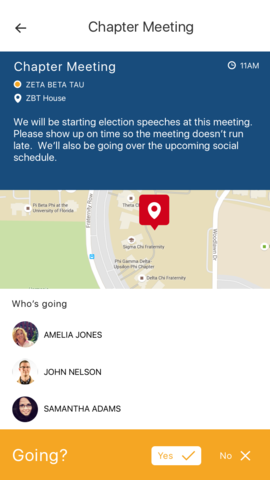 Chapter Meeting
Chapter Meeting
11AM
ZETA BETA TAU
ZBT House
We will be starting election speeches at this meeting.
Please show up on time so the meeting doesn't run
late. We'll also be going over the upcoming social
schedule.
Theta
Pi Beta Phi at the
University of Florida
Fraternity Row
Woodlawn Dr
Sigma Chi Fraternity
Phi Gamma Delta
Upsilon Phi Chapter
Delta Chi Fraternity
Who's going
AMELIA JONES
JOHN NELSON
SAMANTHA ADAMS
Going?
Yes
No